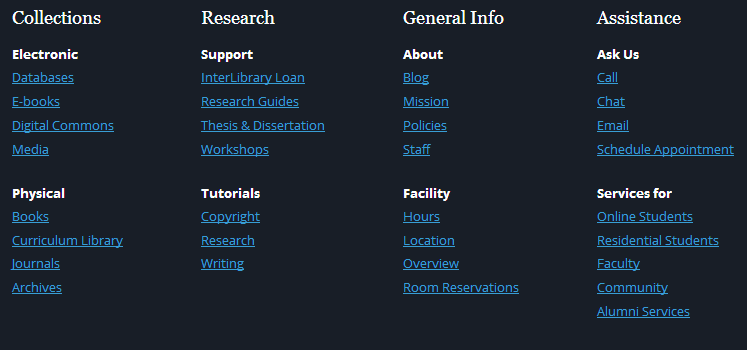 Collections
Electronic
Databases
E-books
Digital Commons
Media
Physical
Books
Curriculum Library
Journals
Archives
Research
Support
InterLibrary Loan
Research Guides
Thesis & Dissertation
Workshops
Tutorials
Copyright
Research
Writing
General Info
About
Blog
Mission
Policies
Staff
Facility
Hours
Location
Overview
Room Reservations
Assistance
Ask Us
Call
Chat
Email
Schedule Appointment
Services for
Online Students
Residential Students
Faculty
Community
Alumni Services